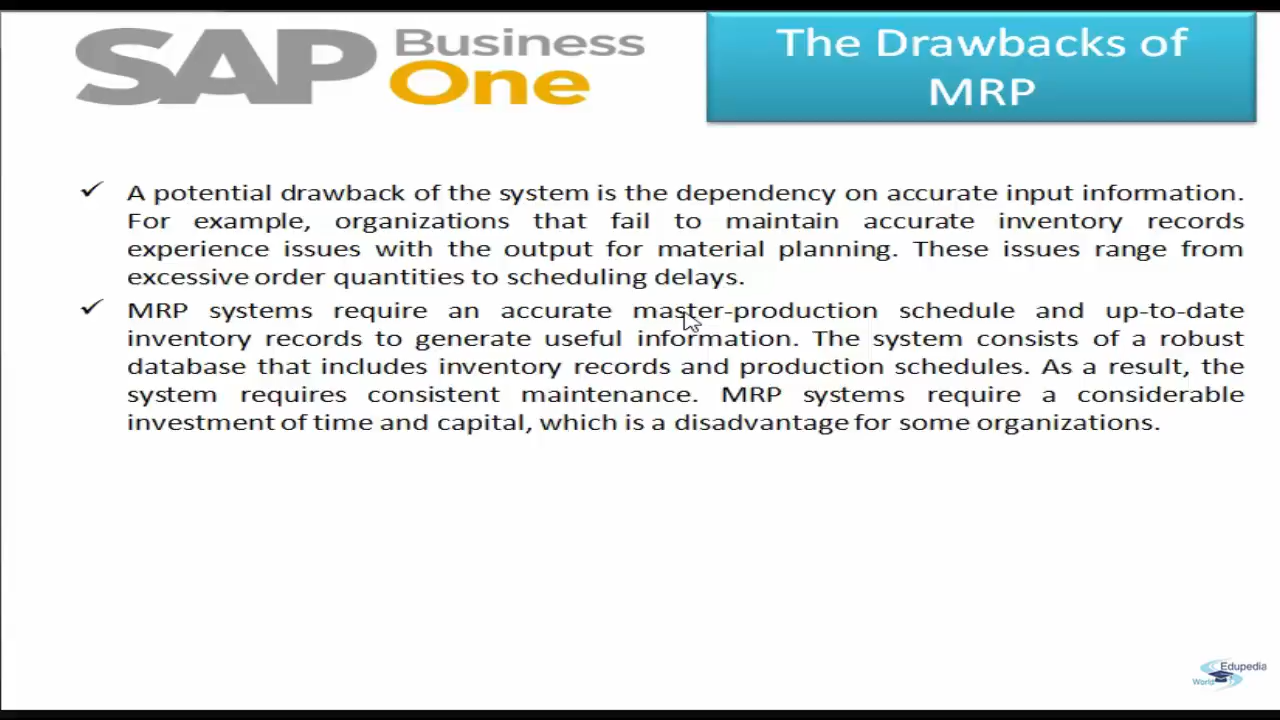 SAP Business One
The Drawbacks of
MRP
✓ A potential drawback of the system is the dependency on accurate input information.
For example, organizations that fail to maintain accurate inventory records
experience issues with the output for material planning. These issues range from
excessive order quantities to scheduling delays.
✓ MRP systems require an accurate master-production schedule and up-to-date
inventory records to generate useful information. The system consists of a robust
database that includes inventory records and production schedules. As a result, the
system requires consistent maintenance. MRP systems require a considerable
investment of time and capital, which is a disadvantage for some organizations.
Edupedia
World